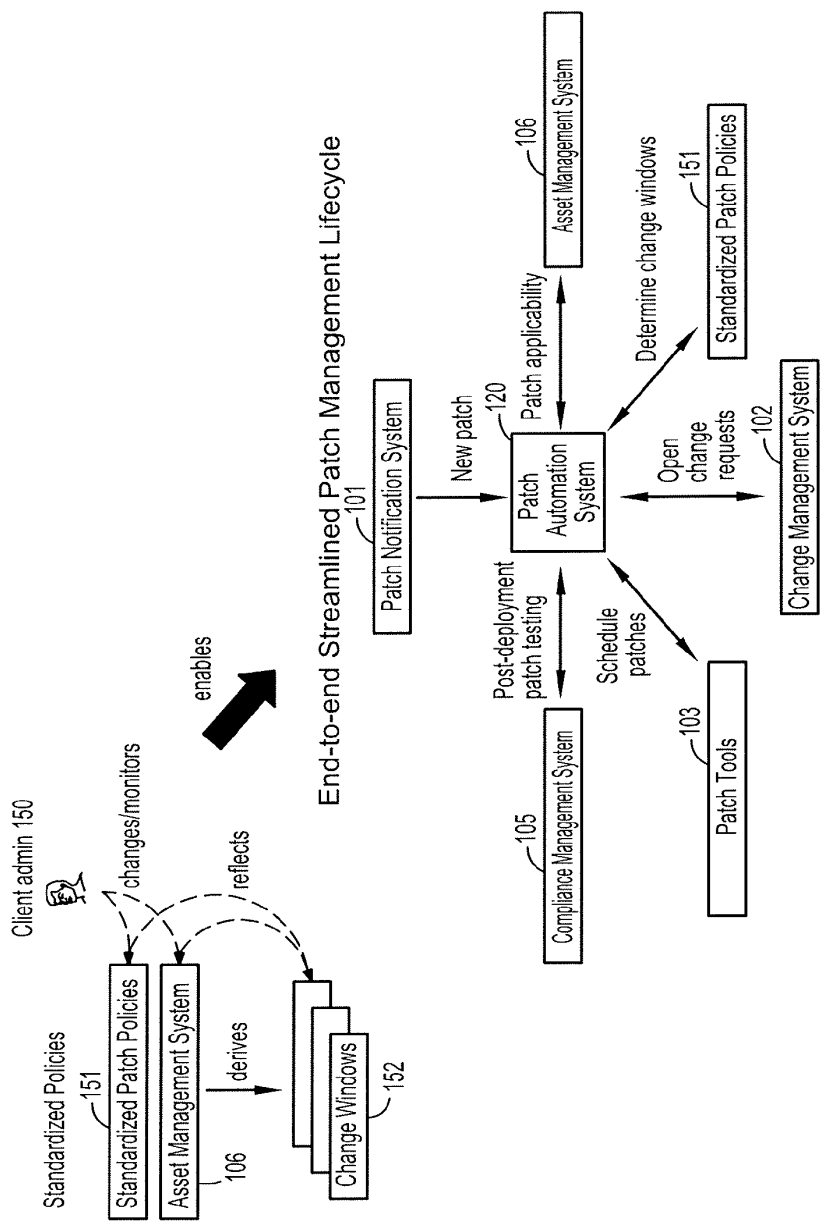 Standardized Policies
Client admin 150
151
Standardized Patch Policies
Asset Management System
106
changes/monitors
derives
reflects
Change Windows
152
enables
End-to-end Streamlined Patch Management Lifecycle
101
Patch Notification System
New patch
120
Patch
Automation
System
Patch applicability
106
Asset Management System
Post-deployment
patch testing
105
Compliance Management System
Schedule
patches
103
Patch Tools
Open
change
requests
102
Change Management System
Determine change windows
151
Standardized Patch Policies